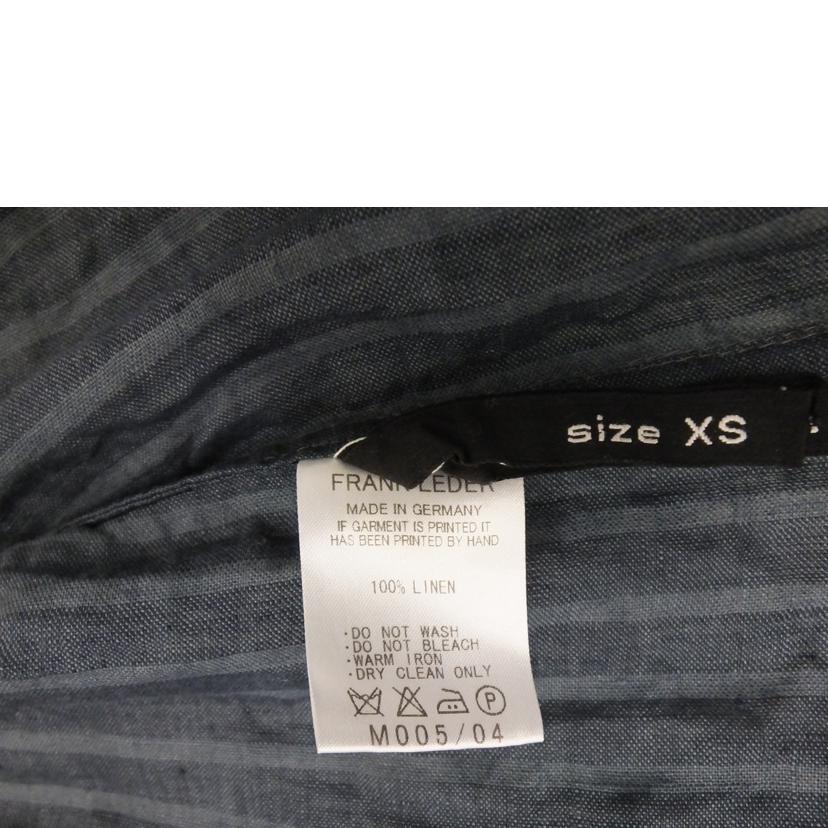 size XS
FRANK LEDER
MADE IN GERMANY
IF GARMENT IS PRINTED IT
HAS BEEN PRINTED BY HAND
100% LINEN
·DO NOT WASH
·DO NOT BLEACH
·WARM IRON
·DRY CLEAN ONLY
P
M005/04